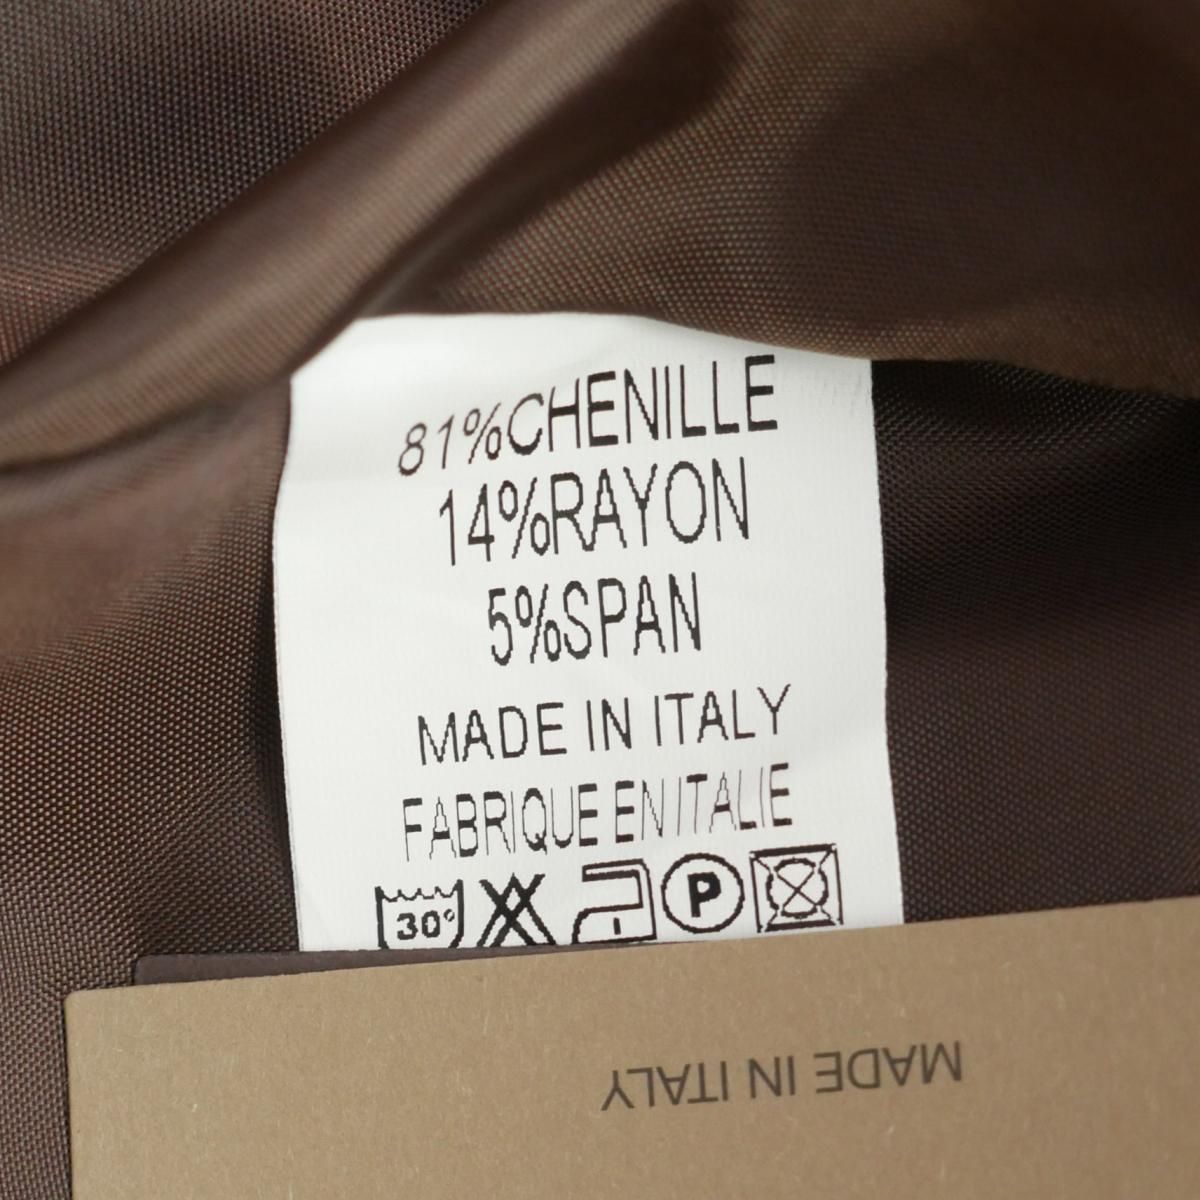 81%CHENILLE
14%RAYON
5%SPAN
MADE IN ITALY
FABRIQUE EN ITALIE
30°
P
MADE IN ITALY